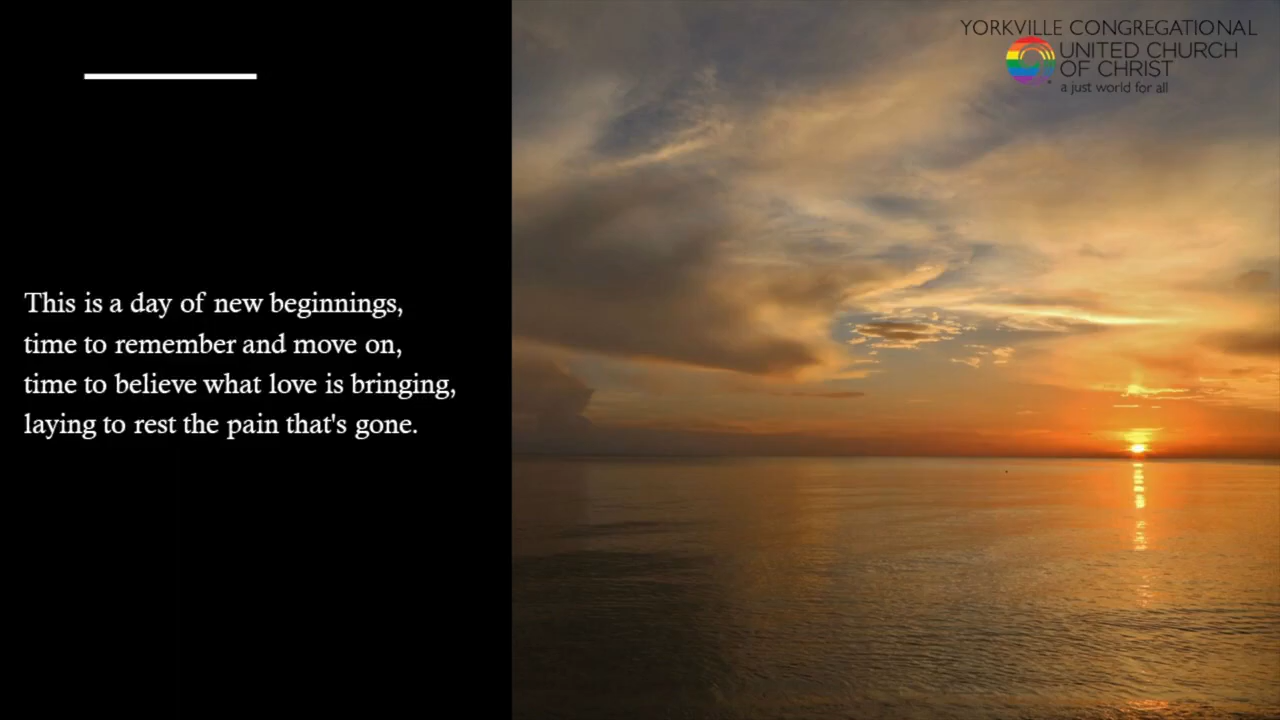 This is a day of new beginnings,
time to remember and move on,
time to believe what love is bringing,
laying to rest the pain that's gone.
YORKVILLE CONGREGATIONAL
UNITED CHURCH
OF CHRIST
a just world for all